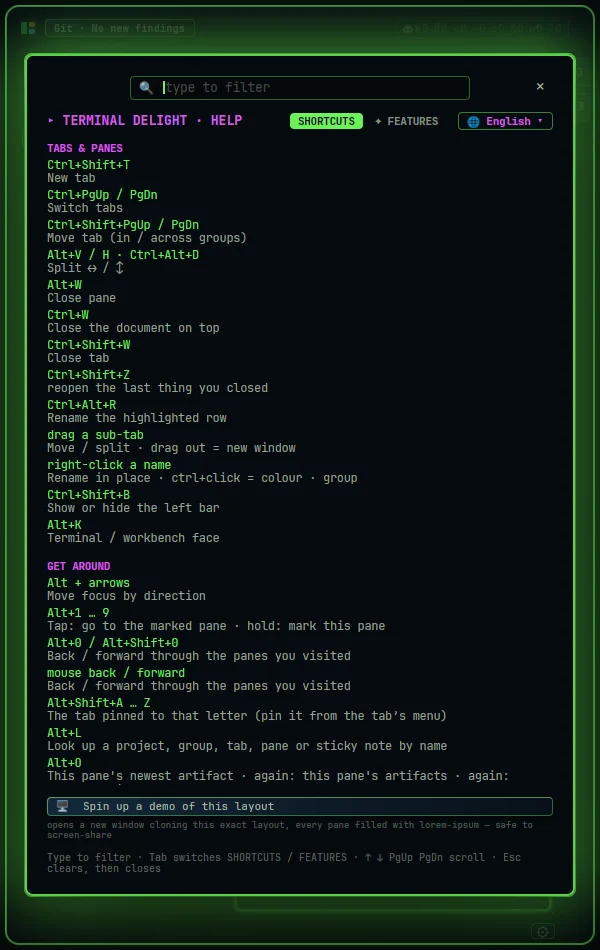 Git · No new findings
type to filter
×
▸ TERMINAL DELIGHT · HELP
SHORTCUTS
✦ FEATURES
English ▾
TABS & PANES
Ctrl+Shift+T
New tab
Ctrl+PgUp / PgDn
Switch tabs
Ctrl+Shift+PgUp / PgDn
Move tab (in / across groups)
Alt+V / H · Ctrl+Alt+D
Split ↔ / ↕
Alt+W
Close pane
Ctrl+W
Close the document on top
Ctrl+Shift+W
Close tab
Ctrl+Shift+Z
reopen the last thing you closed
Ctrl+Alt+R
Rename the highlighted row
drag a sub-tab
Move / split · drag out = new window
right-click a name
Rename in place · ctrl+click = colour · group
Ctrl+Shift+B
Show or hide the left bar
Alt+K
Terminal / workbench face
GET AROUND
Alt + arrows
Move focus by direction
Alt+1 … 9
Tap: go to the marked pane · hold: mark this pane
Alt+0 / Alt+Shift+0
Back / forward through the panes you visited
mouse back / forward
Back / forward through the panes you visited
Alt+Shift+A … Z
The tab pinned to that letter (pin it from the tab's menu)
Alt+L
Look up a project, group, tab, pane or sticky note by name
Alt+O
This pane's newest artifact · again: this pane's artifacts · again:
Spin up a demo of this layout
opens a new window cloning this exact layout, every pane filled with lorem-ipsum — safe to
screen-share
Type to filter · Tab switches SHORTCUTS / FEATURES · ↑ ↓ PgUp PgDn scroll · Esc
clears, then closes